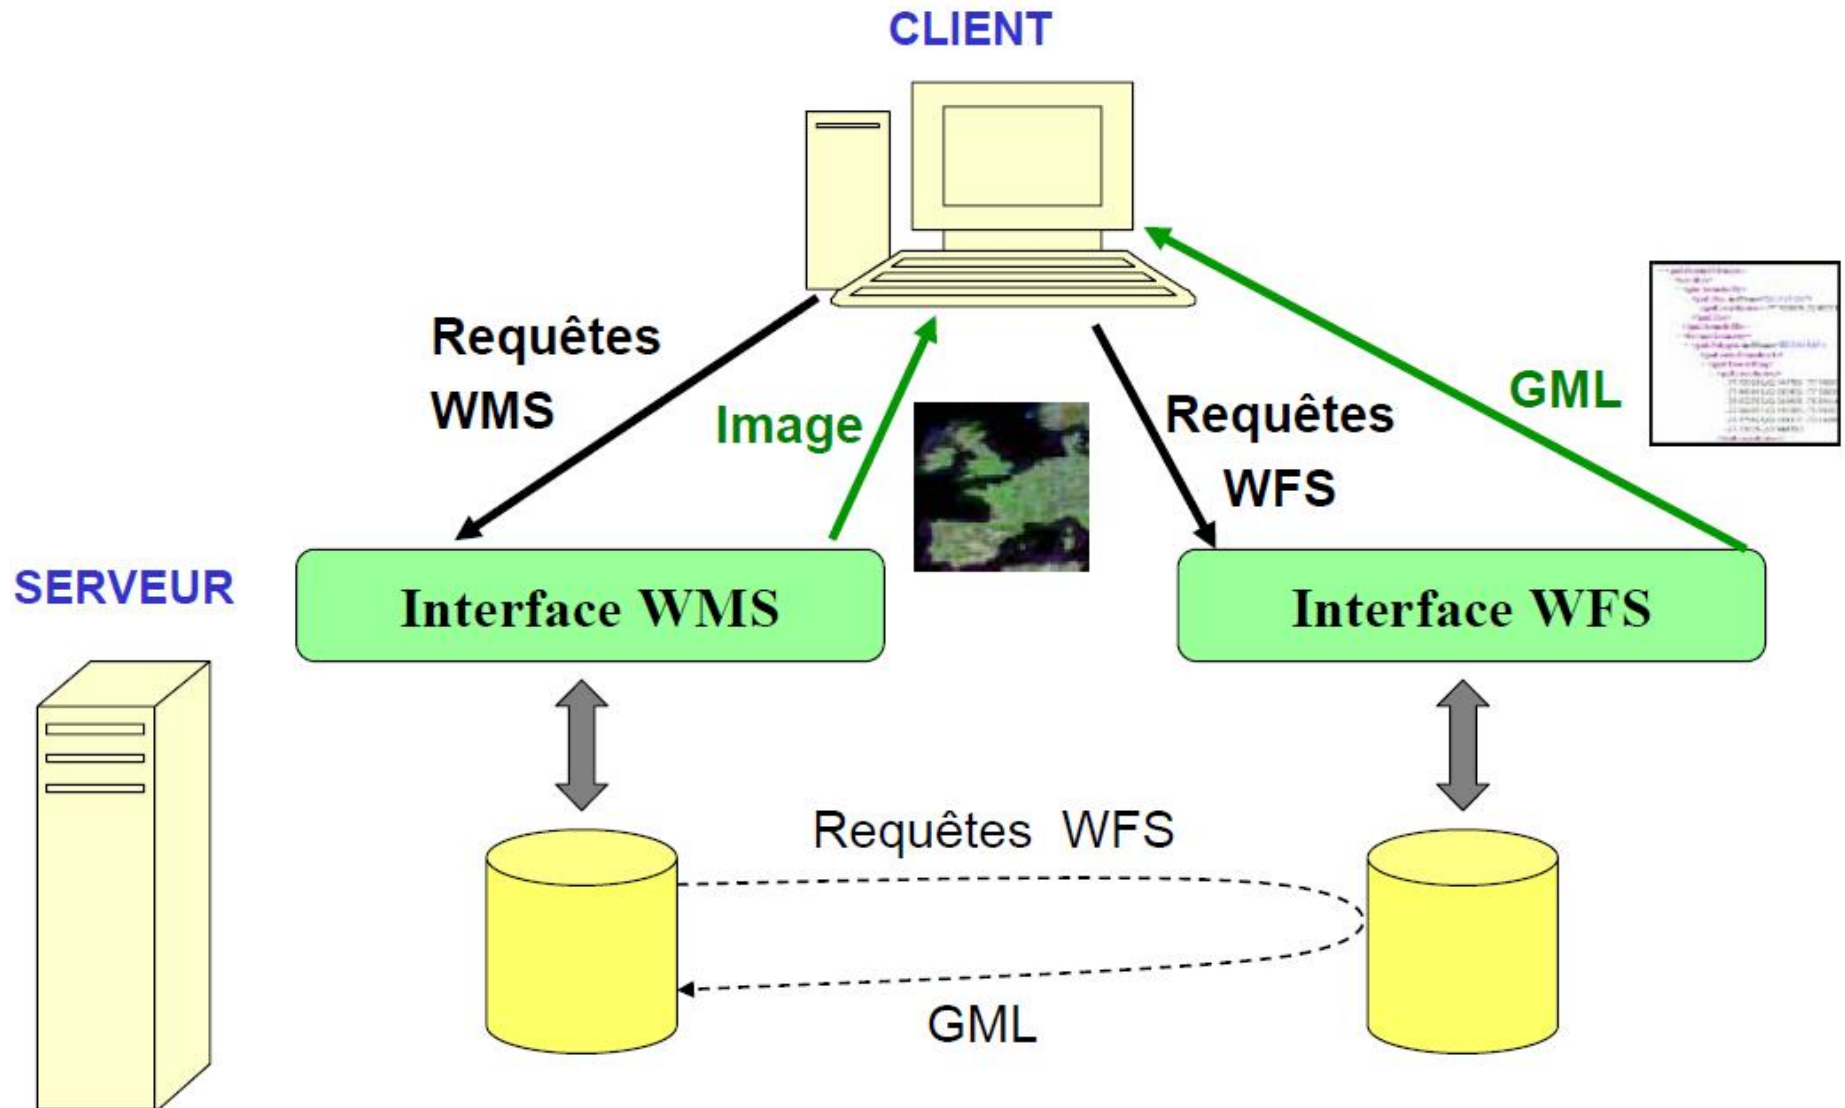 CLIENT
Requêtes
WMS
Image
Requêtes
WFS
GML
SERVEUR
Interface WMS
Interface WFS
Requêtes WFS
GML